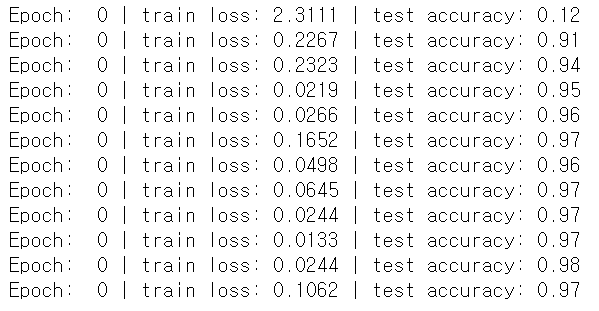 Epoch:  0 | train loss: 2.3111 | test accuracy: 0.12
Epoch:  0 | train loss: 0.2267 | test accuracy: 0.91
Epoch:  0 | train loss: 0.2323 | test accuracy: 0.94
Epoch:  0 | train loss: 0.0219 | test accuracy: 0.95
Epoch:  0 | train loss: 0.0266 | test accuracy: 0.96
Epoch:  0 | train loss: 0.1652 | test accuracy: 0.97
Epoch:  0 | train loss: 0.0498 | test accuracy: 0.96
Epoch:  0 | train loss: 0.0645 | test accuracy: 0.97
Epoch:  0 | train loss: 0.0244 | test accuracy: 0.97
Epoch:  0 | train loss: 0.0133 | test accuracy: 0.97
Epoch:  0 | train loss: 0.0244 | test accuracy: 0.98
Epoch:  0 | train loss: 0.1062 | test accuracy: 0.97